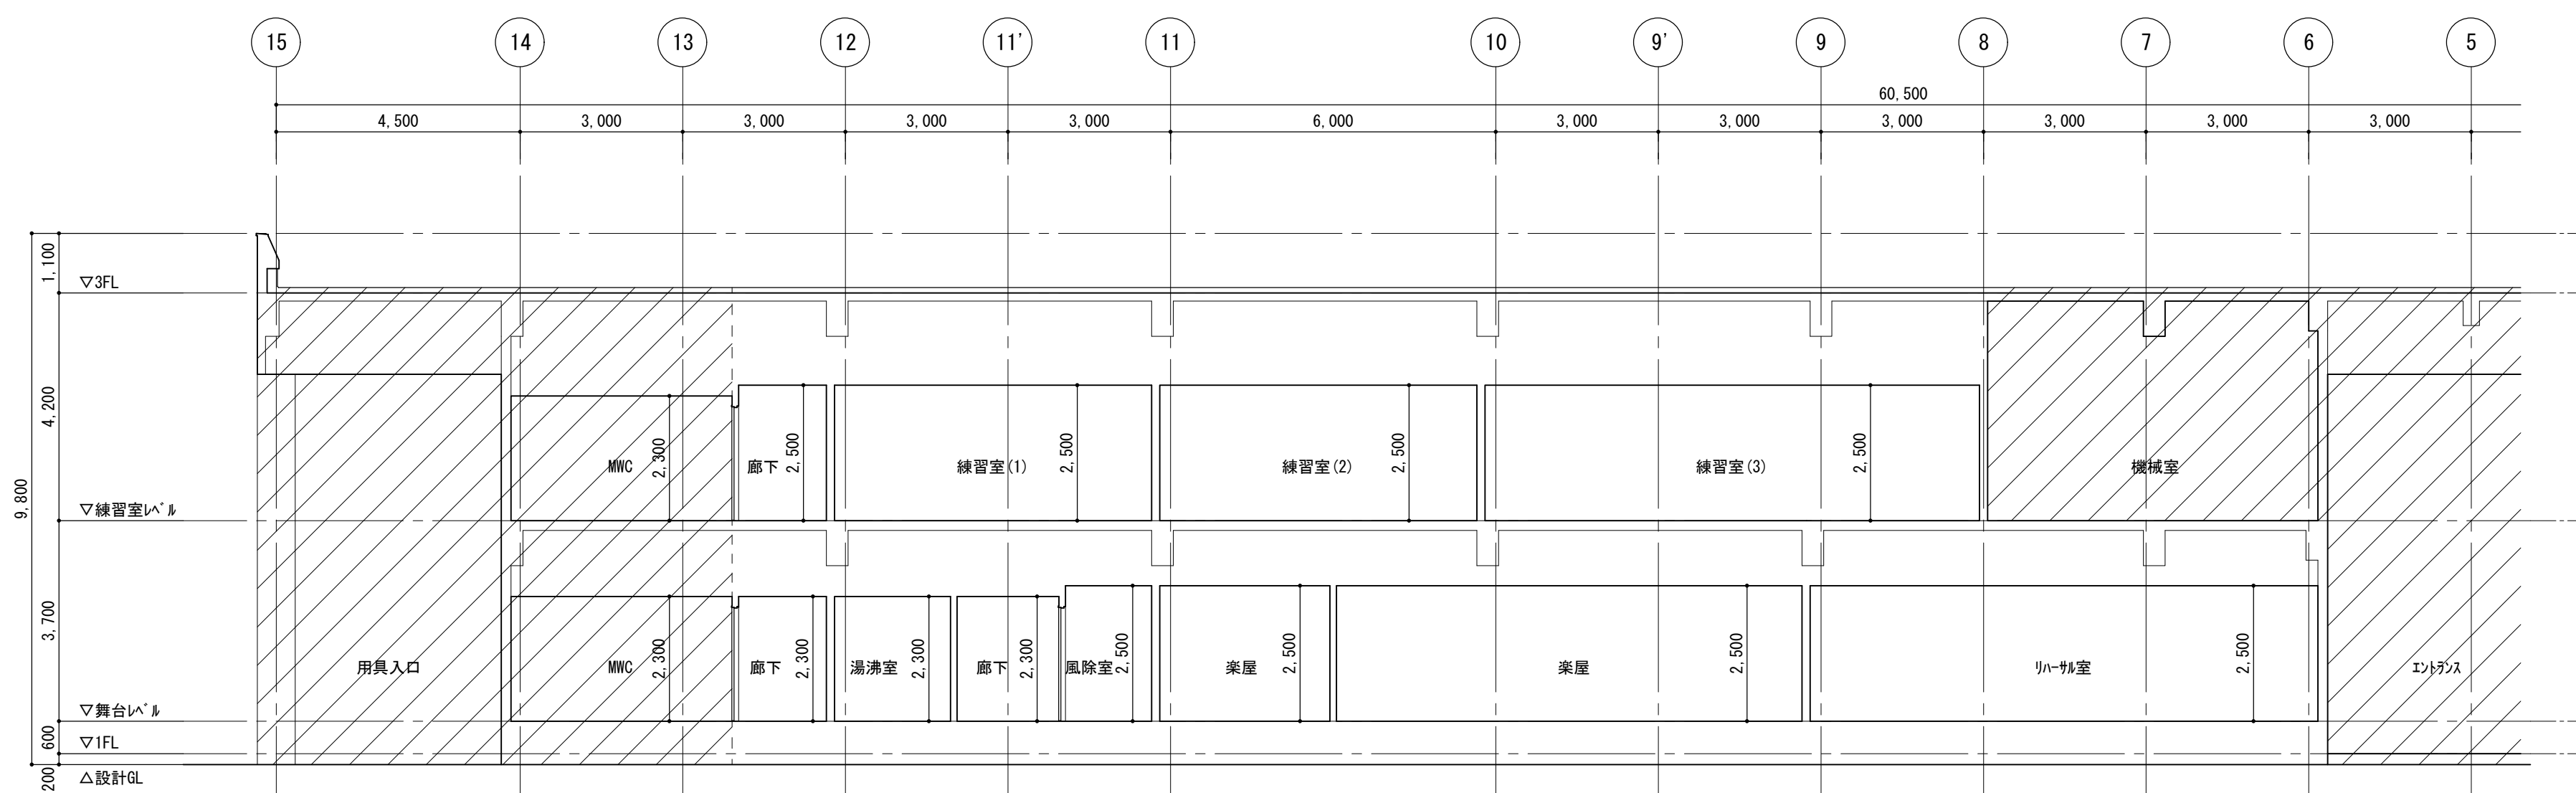 15 14 13 12 11' 11 10 9' 9 8 7 6 5
60,500
4,500 3,000 3,000 3,000 3,000 6,000 3,000 3,000 3,000 3,000 3,000 3,000
1,100
▽3FL
4,200
9,800
MWC 2,300 廊下 2,500 練習室(1) 2,500 練習室(2) 2,500 練習室(3) 2,500 機械室
▽練習室ﾚﾍﾞﾙ
3,700
用具入口 MWC 2,300 廊下 2,300 湯沸室 2,300 廊下 2,300 風除室 2,500 楽屋 2,500 楽屋 2,500 ﾘﾊｰｻﾙ室 2,500 ｴﾝﾄﾗﾝｽ
▽舞台ﾚﾍﾞﾙ
600
▽1FL
200
△設計GL